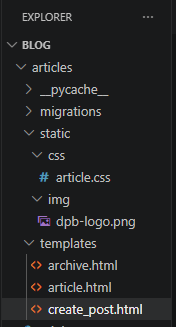 EXPLORER
BLOG
articles
__pycache__
migrations
static
css
article.css
img
dpb-logo.png
templates
archive.html
article.html
create_post.html